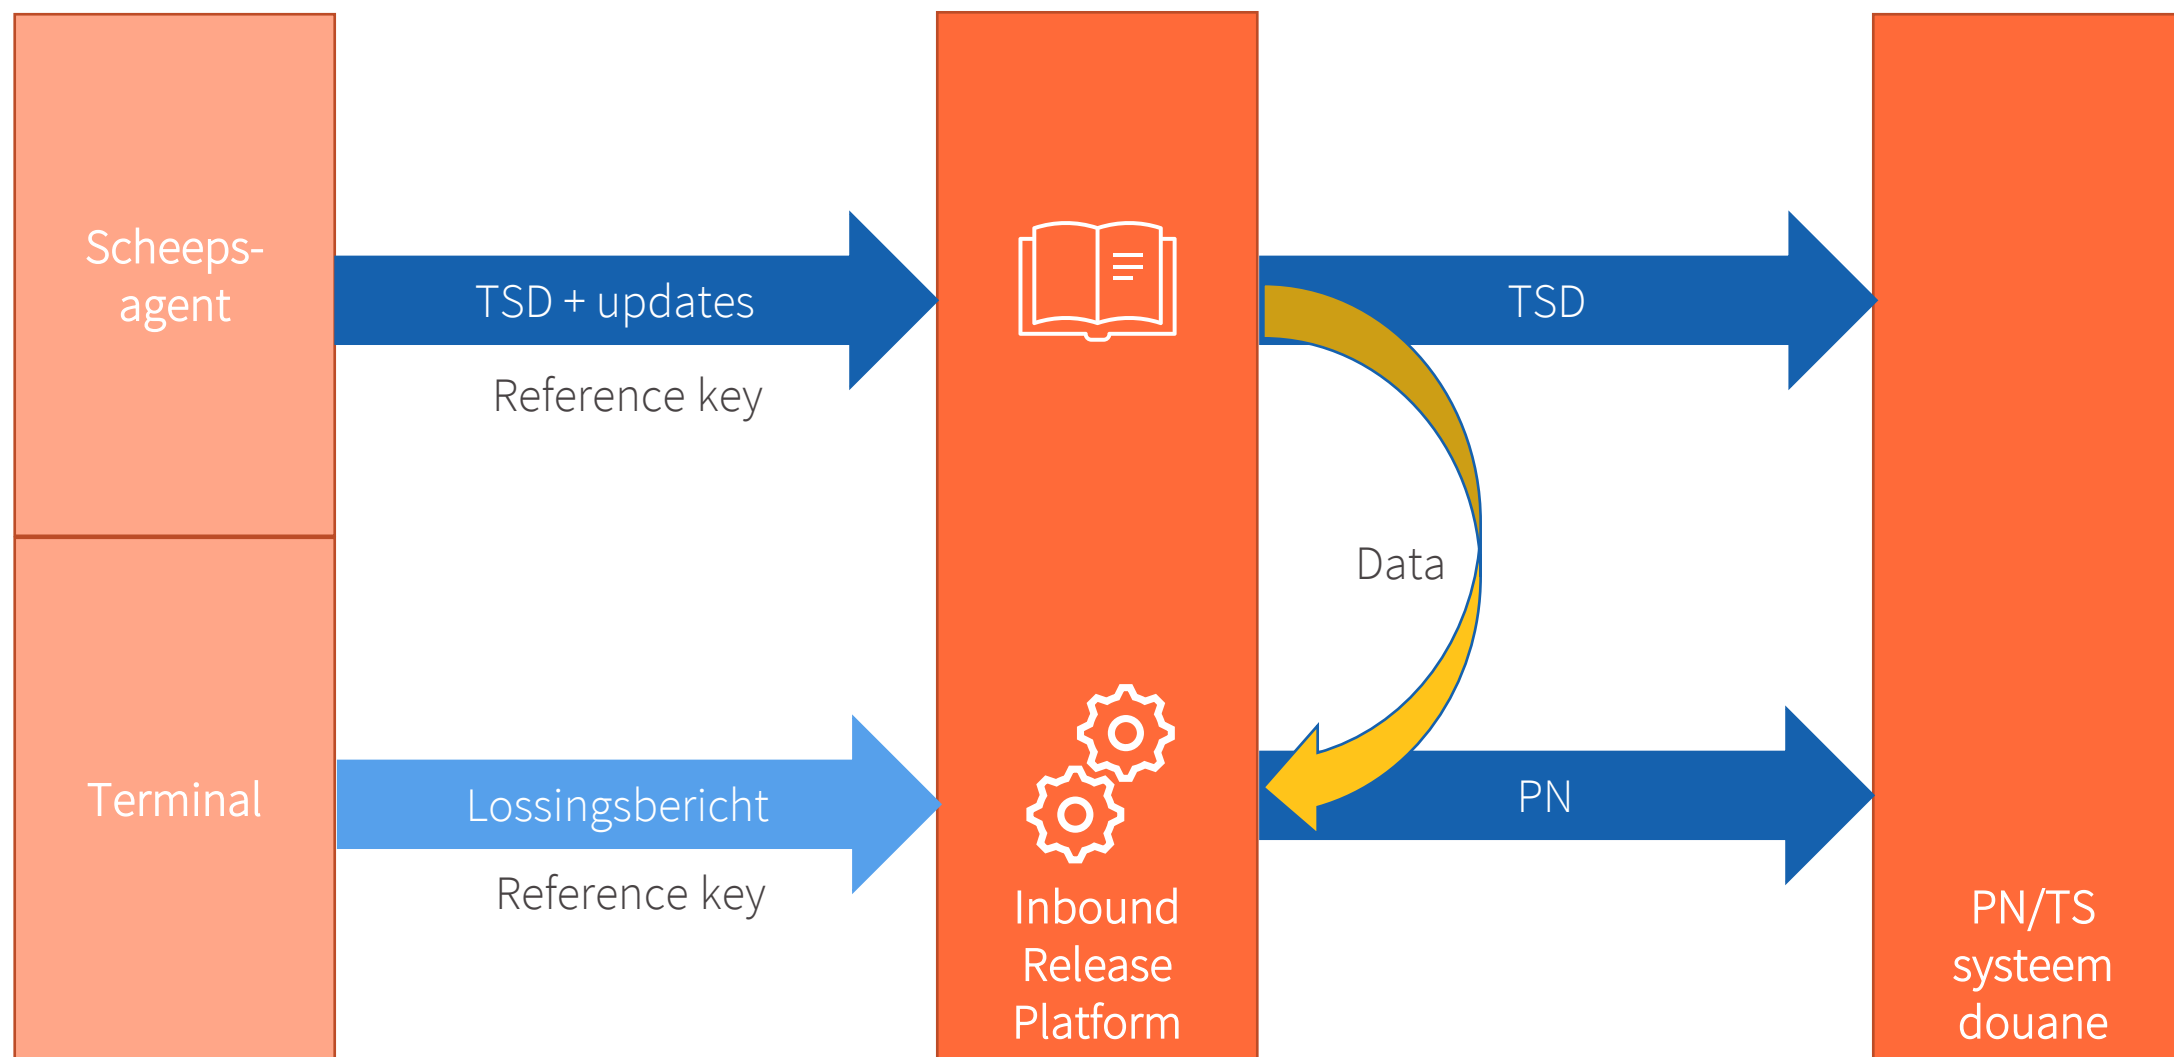 Scheeps-
agent
TSD + updates
Reference key
TSD
Data
Terminal
Lossingsbericht
Reference key
PN
Inbound
Release
Platform
PN/TS
systeem
douane